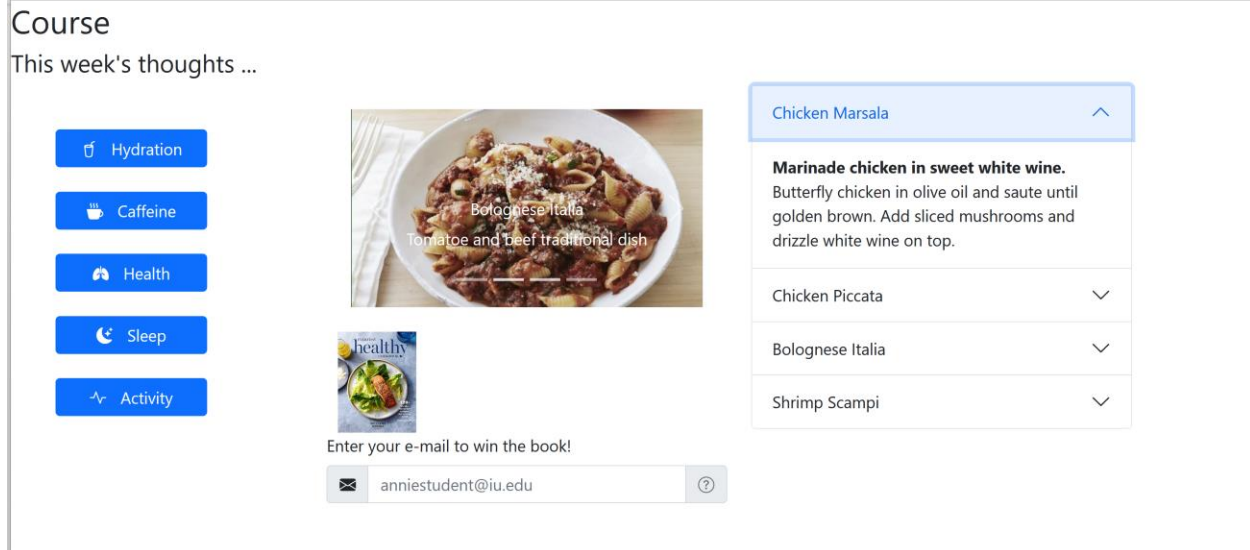 Course
This week's thoughts ...
Hydration
Caffeine
Health
Sleep
Activity
Bolognese Italia
Tomatoe and beef traditional dish
healthy
Enter your e-mail to win the book!
anniestudent@iu.edu
Chicken Marsala
Marinade chicken in sweet white wine.
Butterfly chicken in olive oil and saute until
golden brown. Add sliced mushrooms and
drizzle white wine on top.
Chicken Piccata
Bolognese Italia
Shrimp Scampi